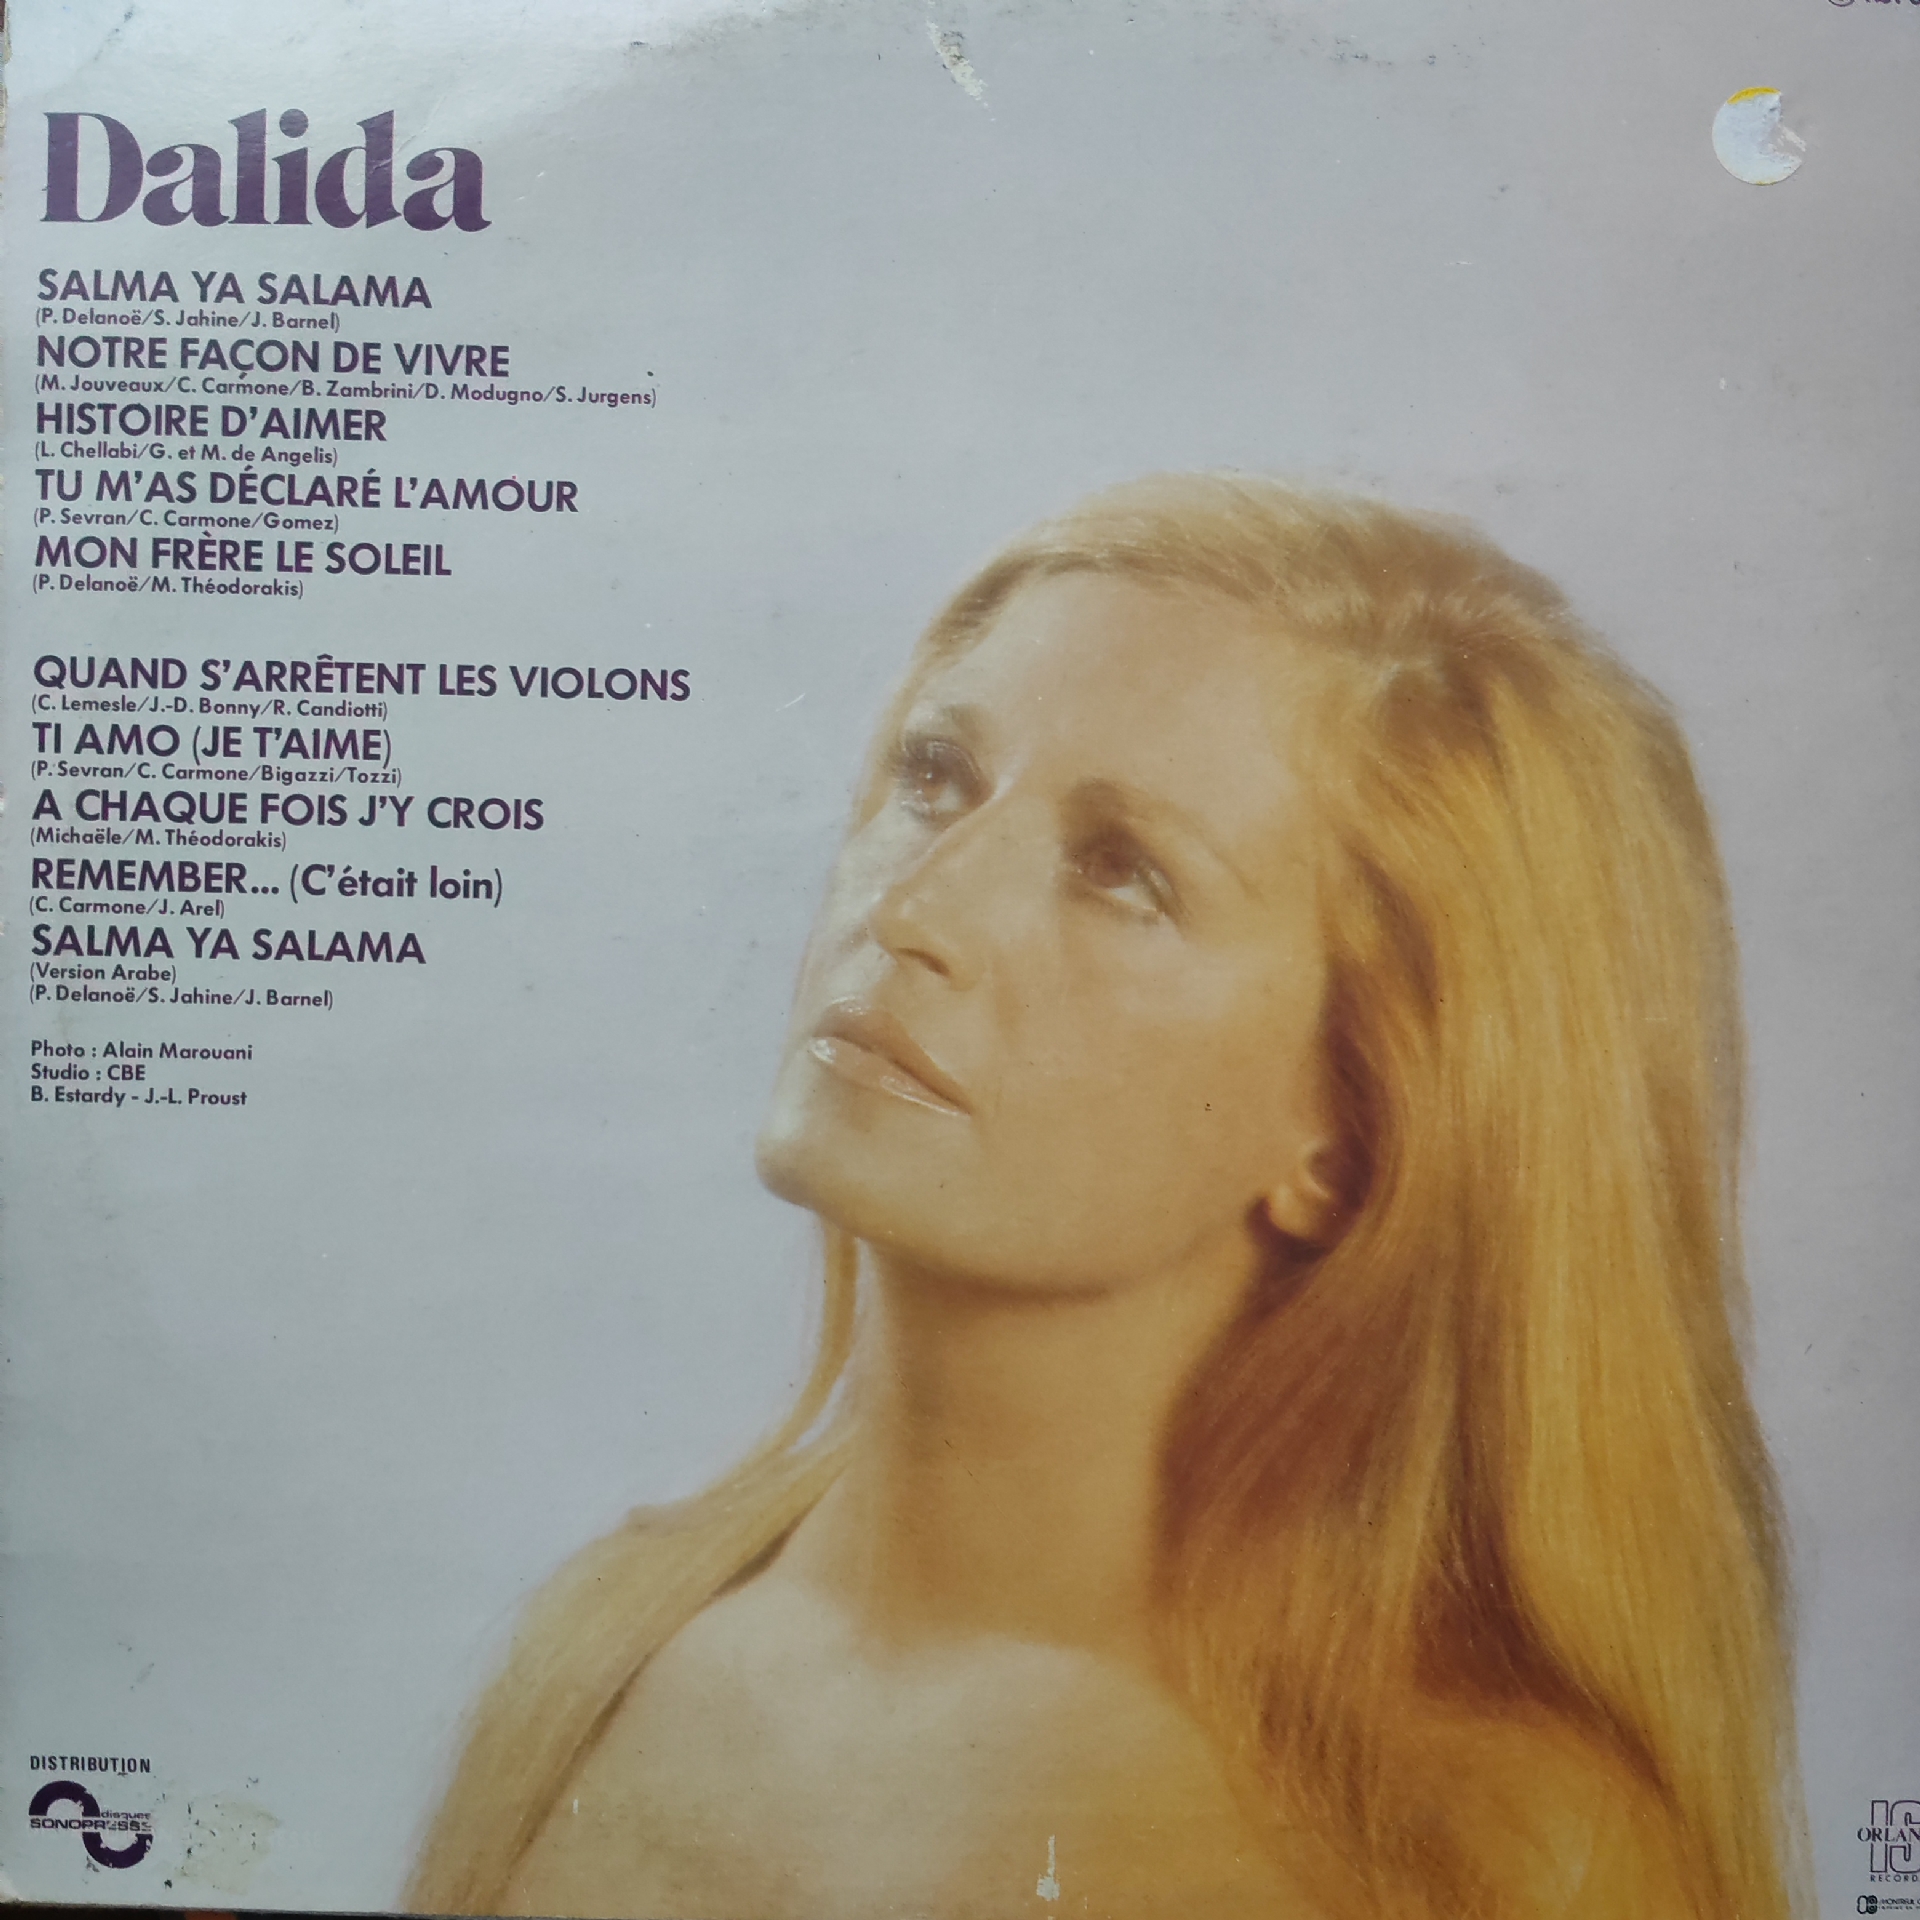 Dalida
SALMA YA SALAMA
(P. Delanoë/S. Jahine/J. Barnel)
NOTRE FAÇON DE VIVRE
(M. Jouveaux/C. Carmone/B. Zambrini/D. Modugno/S. Jurgens)
HISTOIRE D'AIMER
(L. Chellabi/G. et M. de Angelis)
TU M'AS DÉCLARÉ L'AMOUR
(P. Sevran/C. Carmone/Gomez)
MON FRÈRE LE SOLEIL
(P. Delanoë/M. Théodorakis)
QUAND S'ARRÊTENT LES VIOLONS
(C. Lemesle/J.-D. Bonny/R. Candiotti)
TI AMO (JE T'AIME)
(P. Sevran/C. Carmone/Bigazzi/Tozzi)
A CHAQUE FOIS J'Y CROIS
(Michaële/M. Théodorakis)
REMEMBER... (C'était loin)
(C. Carmone/J. Arel)
SALMA YA SALAMA
(Version Arabe)
(P. Delanoë/S. Jahine/J. Barnel)
Photo : Alain Marouani
Studio : CBE
B. Estardy - J.-L. Proust
DISTRIBUTION
disques
SONOPRESSE
IS
ORLAN
RECORD